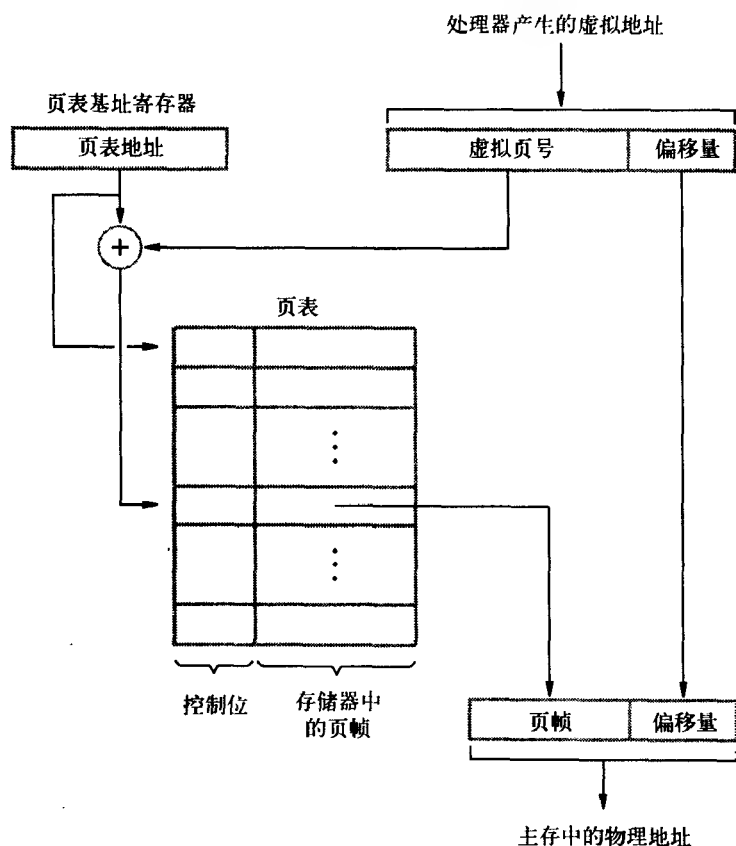 处理器产生的虚拟地址
页表基址寄存器
页表地址
虚拟页号
偏移量
+
页表
控制位
存储器中
的页帧
页帧
偏移量
主存中的物理地址